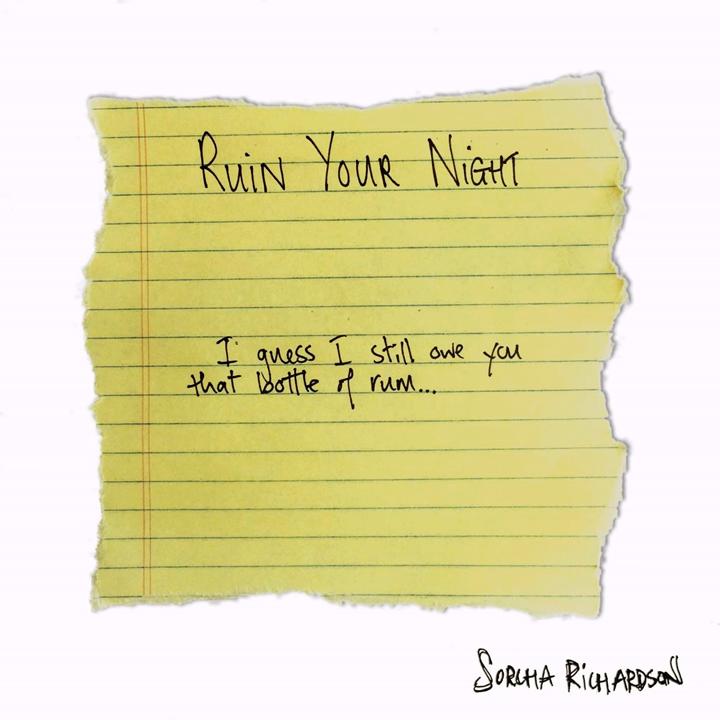 Ruin Your Night
I guess I still owe you
that bottle of rum...
Sorcha Richardson